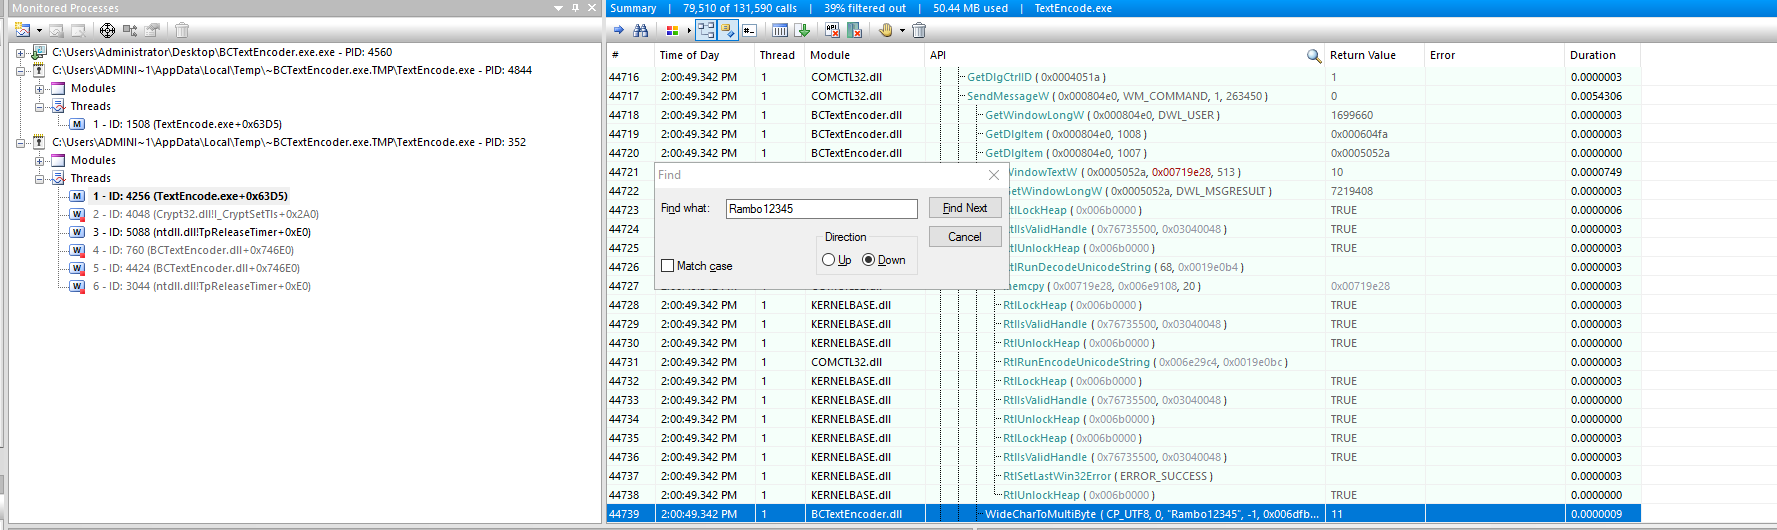 Monitored Processes
C:\Users\Administrator\Desktop\BCTextEncoder.exe.exe - PID: 4560
C:\Users\ADMINI~1\AppData\Local\Temp\~BCTextEncoder.exe.TMP\TextEncode.exe - PID: 4844
Modules
Threads
1 - ID: 1508 (TextEncode.exe+0x63D5)
C:\Users\ADMINI~1\AppData\Local\Temp\~BCTextEncoder.exe.TMP\TextEncode.exe - PID: 352
Modules
Threads
1 - ID: 4256 (TextEncode.exe+0x63D5)
2 - ID: 4048 (Crypt32.dll!I_CryptSetTls+0x2A0)
3 - ID: 5088 (ntdll.dll!TpReleaseTimer+0xE0)
4 - ID: 760 (BCTextEncoder.dll+0x746E0)
5 - ID: 4424 (BCTextEncoder.dll+0x746E0)
6 - ID: 3044 (ntdll.dll!TpReleaseTimer+0xE0)
Summary | 79,510 of 131,590 calls | 39% filtered out | 50.44 MB used | TextEncode.exe
# Time of Day Thread Module API Return Value Error Duration
44716 2:00:49.342 PM 1 COMCTL32.dll GetDlgCtrlID ( 0x0004051a ) 1 0.0000003
44717 2:00:49.342 PM 1 COMCTL32.dll SendMessageW ( 0x000804e0, WM_COMMAND, 1, 263450 ) 0 0.0054306
44718 2:00:49.342 PM 1 BCTextEncoder.dll GetWindowLongW ( 0x000804e0, DWL_USER ) 1699660 0.0000003
44719 2:00:49.342 PM 1 BCTextEncoder.dll GetDlgItem ( 0x000804e0, 1008 ) 0x000604fa 0.0000003
44720 2:00:49.342 PM 1 BCTextEncoder.dll GetDlgItem ( 0x000804e0, 1007 ) 0x0005052a 0.0000000
44721 WindowTextW ( 0x0005052a, 0x00719e28, 513 ) 10 0.0000749
44722 GetWindowLongW ( 0x0005052a, DWL_MSGRESULT ) 7219408 0.0000003
44723 RtlLockHeap ( 0x006b0000 ) TRUE 0.0000006
44724 RtlIsValidHandle ( 0x76735500, 0x03040048 ) TRUE 0.0000003
44725 RtlUnlockHeap ( 0x006b0000 ) TRUE 0.0000003
44726 RtlRunDecodeUnicodeString ( 68, 0x0019e0b4 ) 0.0000003
44727 memcpy ( 0x00719e28, 0x006e9108, 20 ) 0x00719e28 0.0000003
44728 2:00:49.342 PM 1 KERNELBASE.dll RtlLockHeap ( 0x006b0000 ) TRUE 0.0000003
44729 2:00:49.342 PM 1 KERNELBASE.dll RtlIsValidHandle ( 0x76735500, 0x03040048 ) TRUE 0.0000003
44730 2:00:49.342 PM 1 KERNELBASE.dll RtlUnlockHeap ( 0x006b0000 ) TRUE 0.0000000
44731 2:00:49.342 PM 1 COMCTL32.dll RtlRunEncodeUnicodeString ( 0x006e29c4, 0x0019e0bc ) 0.0000003
44732 2:00:49.342 PM 1 KERNELBASE.dll RtlLockHeap ( 0x006b0000 ) TRUE 0.0000003
44733 2:00:49.342 PM 1 KERNELBASE.dll RtlIsValidHandle ( 0x76735500, 0x03040048 ) TRUE 0.0000000
44734 2:00:49.342 PM 1 KERNELBASE.dll RtlUnlockHeap ( 0x006b0000 ) TRUE 0.0000000
44735 2:00:49.342 PM 1 KERNELBASE.dll RtlLockHeap ( 0x006b0000 ) TRUE 0.0000003
44736 2:00:49.342 PM 1 KERNELBASE.dll RtlIsValidHandle ( 0x76735500, 0x03040048 ) TRUE 0.0000003
44737 2:00:49.342 PM 1 KERNELBASE.dll RtlSetLastWin32Error ( ERROR_SUCCESS ) 0.0000003
44738 2:00:49.342 PM 1 KERNELBASE.dll RtlUnlockHeap ( 0x006b0000 ) TRUE 0.0000000
44739 2:00:49.342 PM 1 BCTextEncoder.dll WideCharToMultiByte ( CP_UTF8, 0, "Rambo12345", -1, 0x006dfb... 11 0.0000009
Find
Find what: Rambo12345 Find Next
Direction Cancel
Up Down
Match case